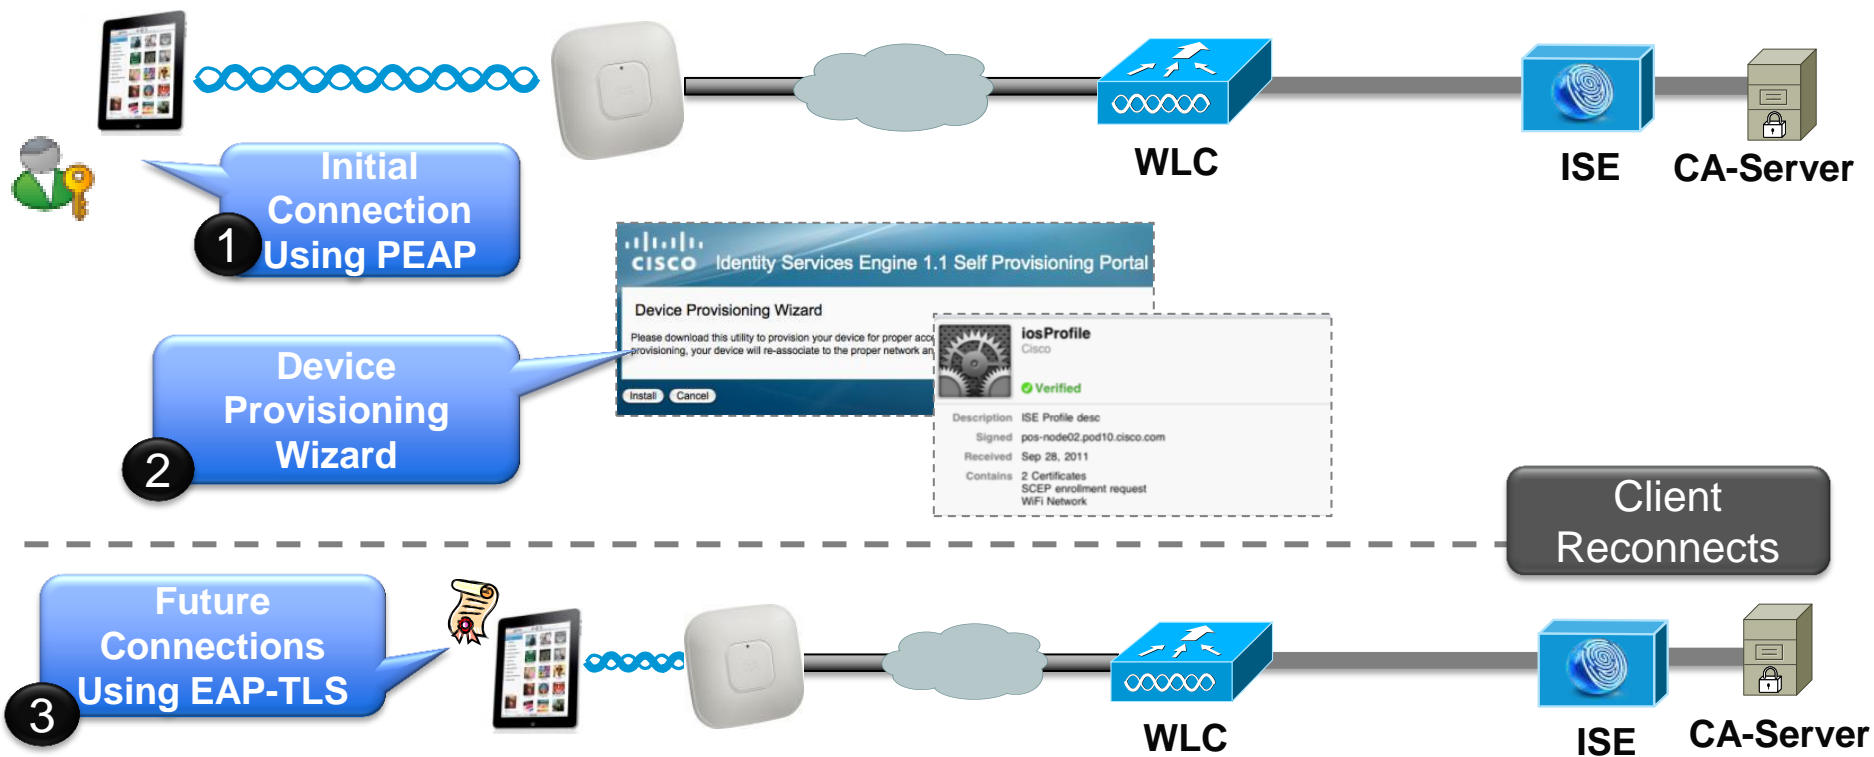 WLC
ISE
CA-Server
Initial
Connection
Using PEAP
1
CISCO
Identity Services Engine 1.1 Self Provisioning Portal
Device Provisioning Wizard
Please download this utility to provision your device for proper acc
provisioning, your device will re-associate to the proper network an
Install
Cancel
iosProfile
Cisco
Verified
Description ISE Profile desc
Signed pos-node02.pod10.cisco.com
Received Sep 28, 2011
Contains 2 Certificates
SCEP enrollment request
WiFi Network
Device
Provisioning
Wizard
2
Client
Reconnects
Future
Connections
Using EAP-TLS
3
WLC
ISE
CA-Server